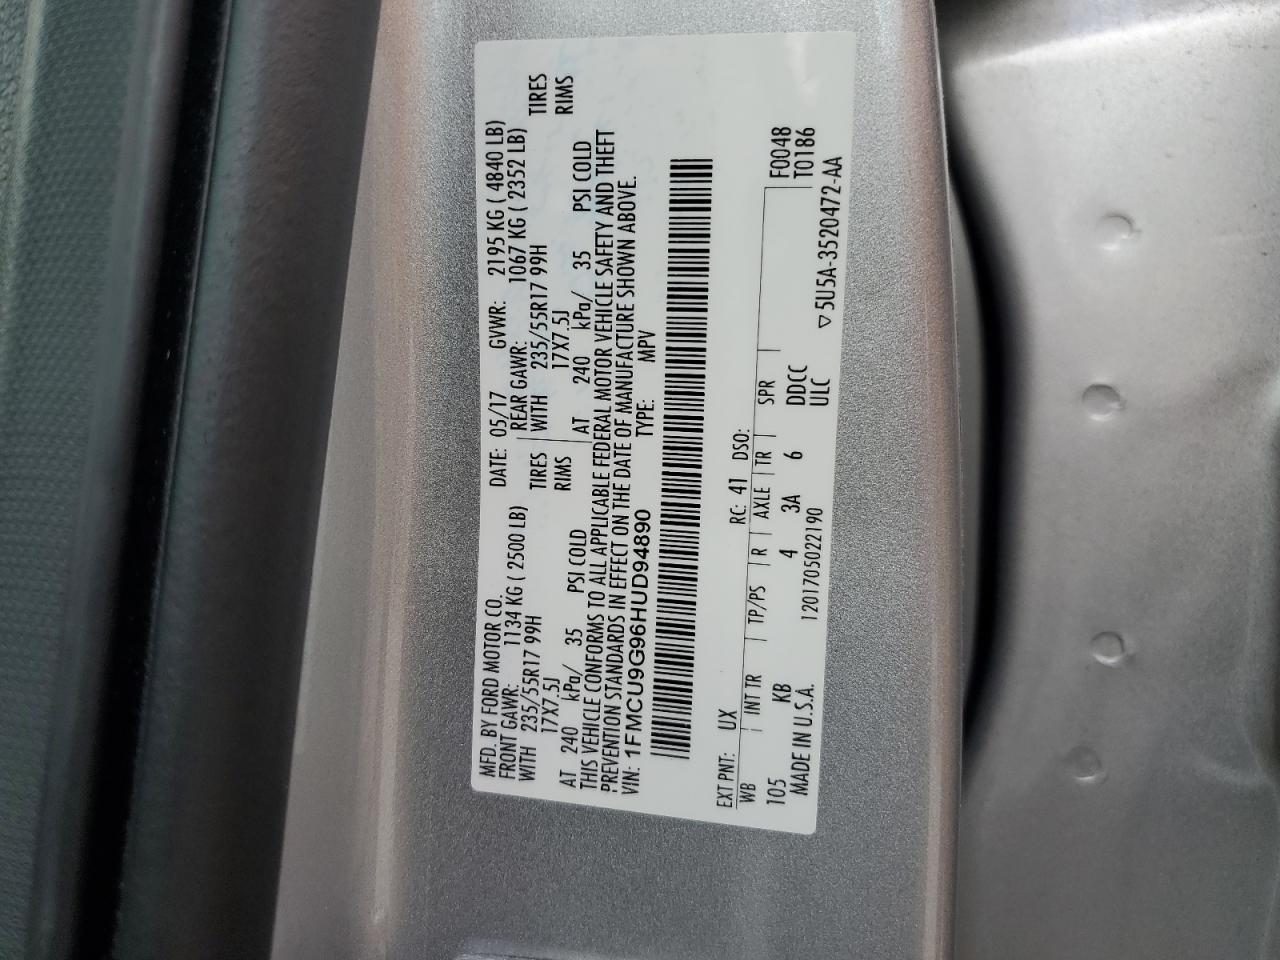 MFD. BY FORD MOTOR CO. DATE: 05/17 GVWR: 2195 KG ( 4840 LB)
FRONT GAWR: 1134 KG ( 2500 LB) REAR GAWR: 1067 KG ( 2352 LB)
WITH 235/55R17 99H TIRES WITH 235/55R17 99H TIRES
17X7.5J RIMS 17X7.5J RIMS
AT 240 kPa/ 35 PSI COLD AT 240 kPa/ 35 PSI COLD
THIS VEHICLE CONFORMS TO ALL APPLICABLE FEDERAL MOTOR VEHICLE SAFETY AND THEFT
PREVENTION STANDARDS IN EFFECT ON THE DATE OF MANUFACTURE SHOWN ABOVE.
VIN: 1FMCU9G96HUD94890 TYPE: MPV
EXT PNT: UX RC: 41 DSO:
WB INT TR TP/PS R AXLE TR SPR F0048
105 KB 4 3A 6 DDCC T0186
MADE IN U.S.A. 1201705022190 ULC
▽5U5A-3520472-AA